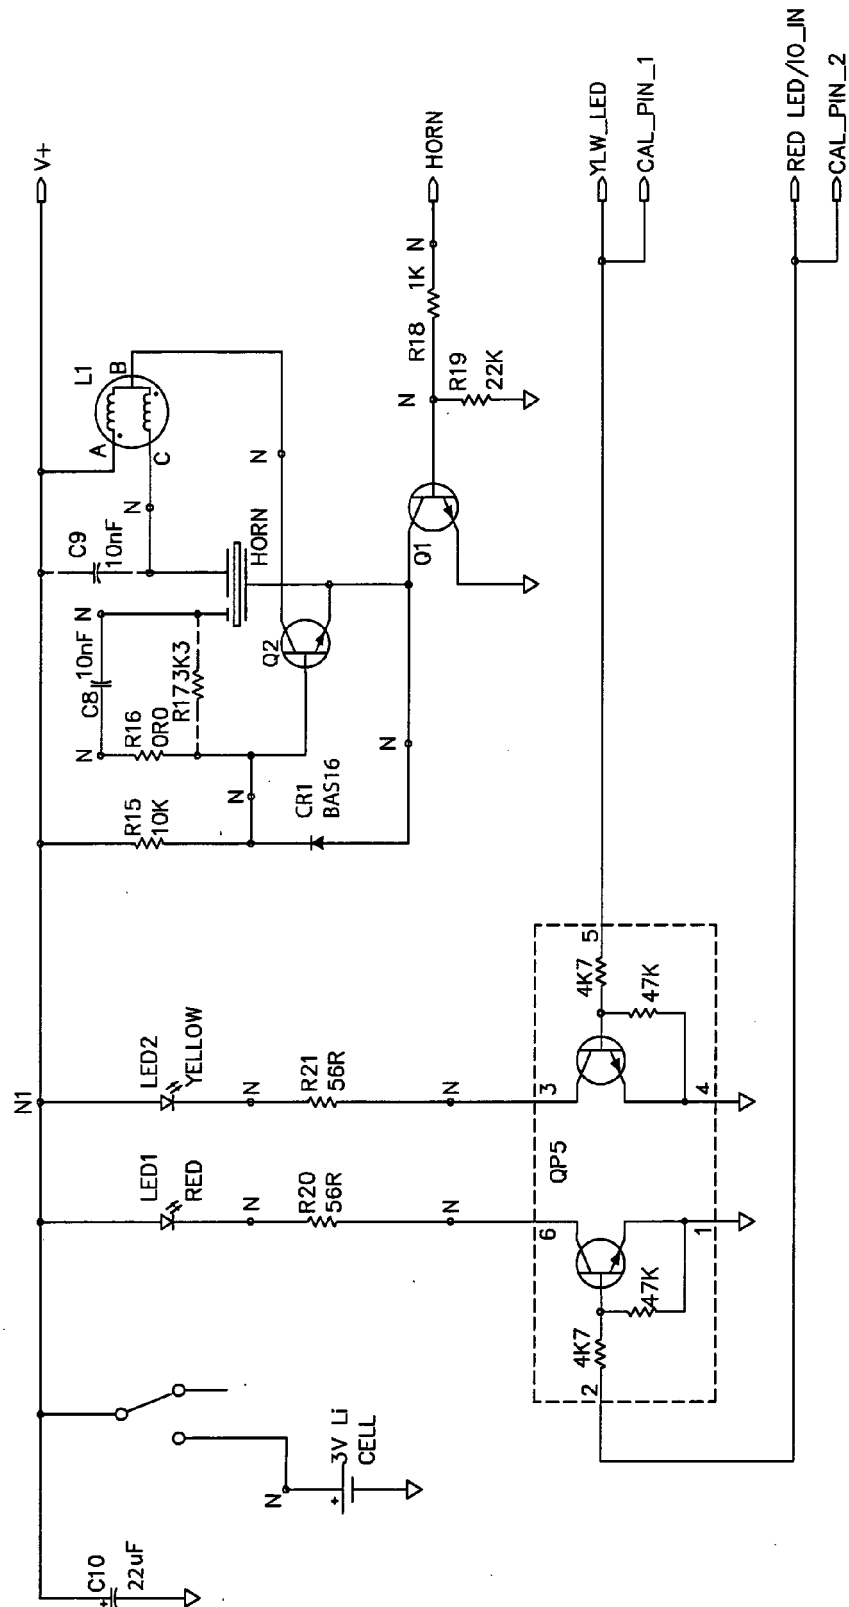 V+
HORN
YLW_LED
CAL_PIN_1
RED LED/IO_IN
CAL_PIN_2
L1
A
B
C
N
C9
10nF
HORN
N
R18
1K
N
N
R19
22K
Q1
Q2
C8
10nF
N
N
R16
0R0
R17
3K3
N
N
R15
10K
CR1
BAS16
N1
LED2
YELLOW
N
R21
56R
N
LED1
RED
N
R20
56R
N
QP5
3
5
4K7
47K
4
6
1
47K
4K7
2
3V Li
CELL
+
N
C10
22uF
+